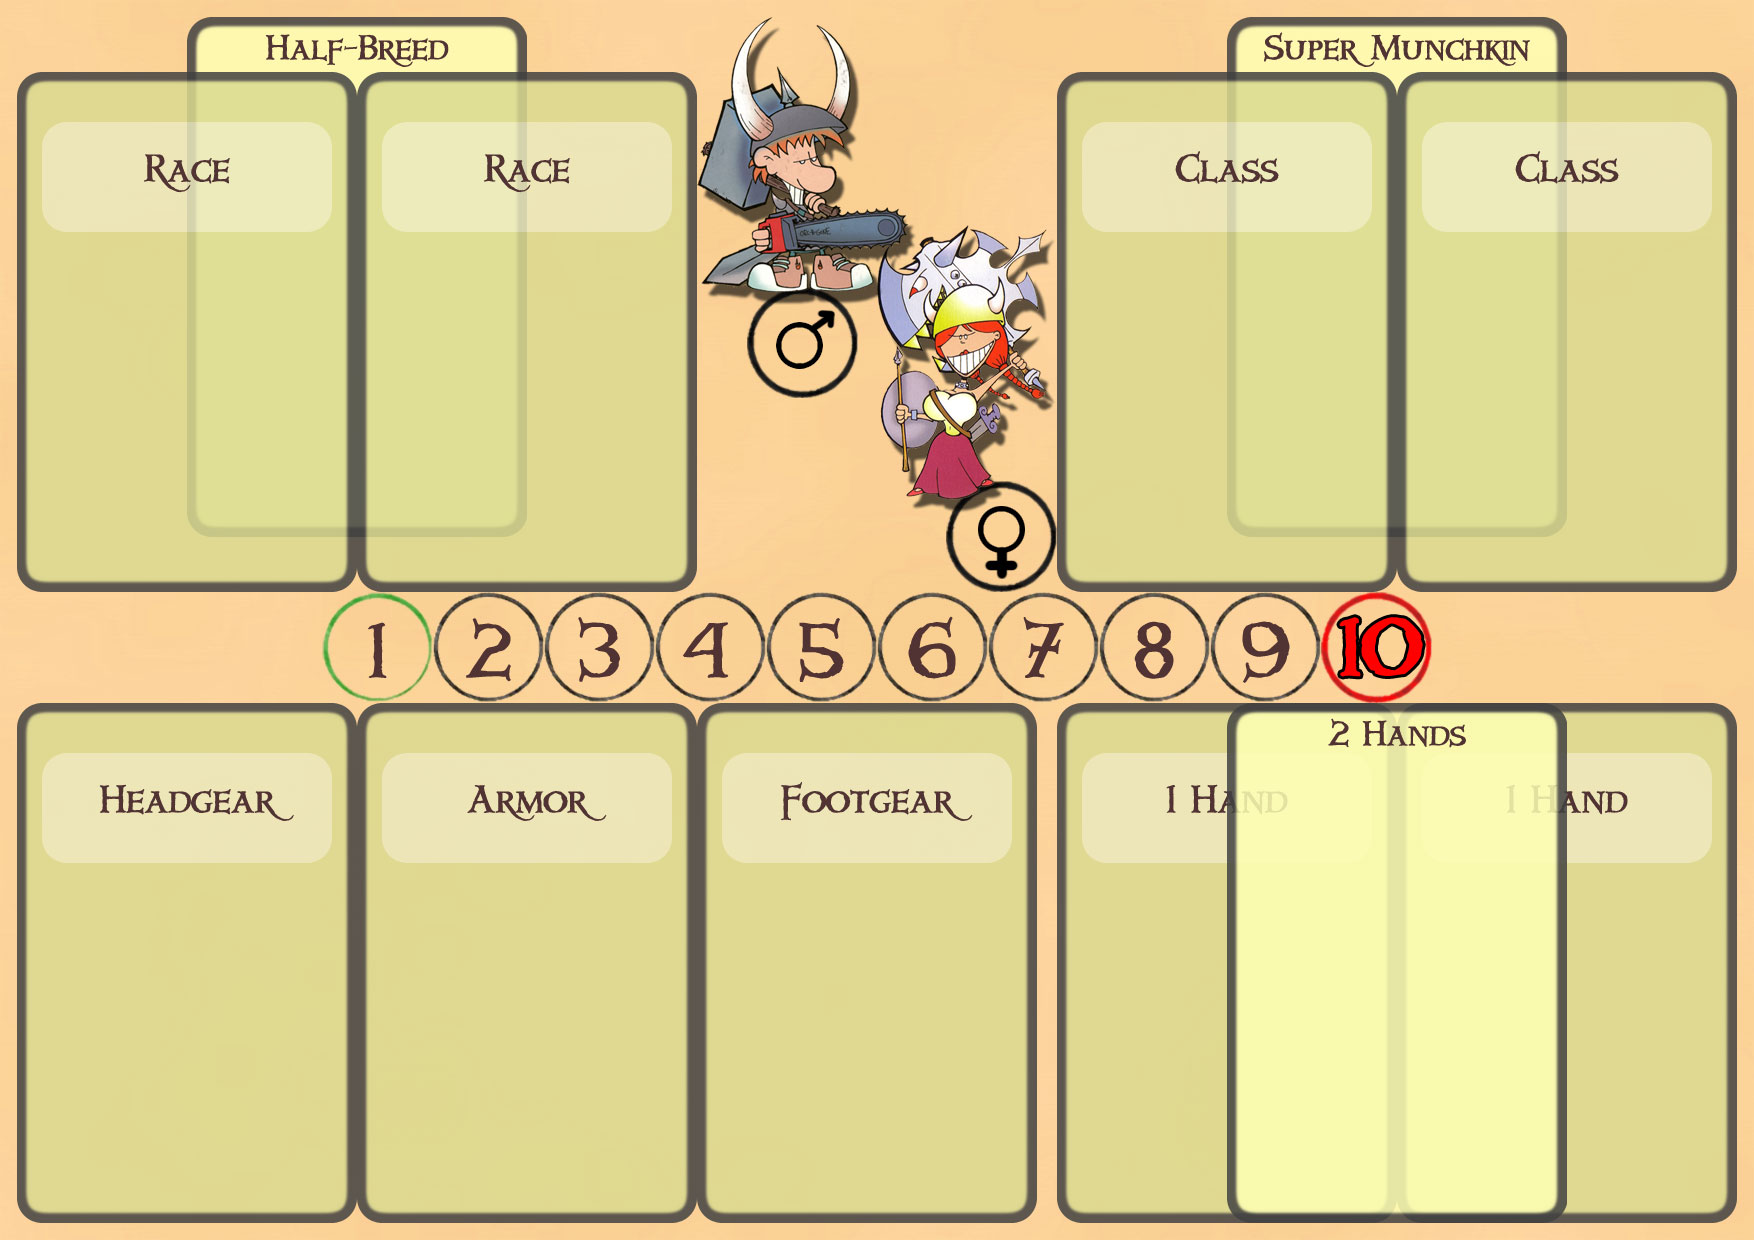 Half-Breed
Super Munchkin
Race
Race
Class
Class
1 2 3 4 5 6 7 8 9 10
2 Hands
Headgear
Armor
Footgear
1 Hand
1 Hand